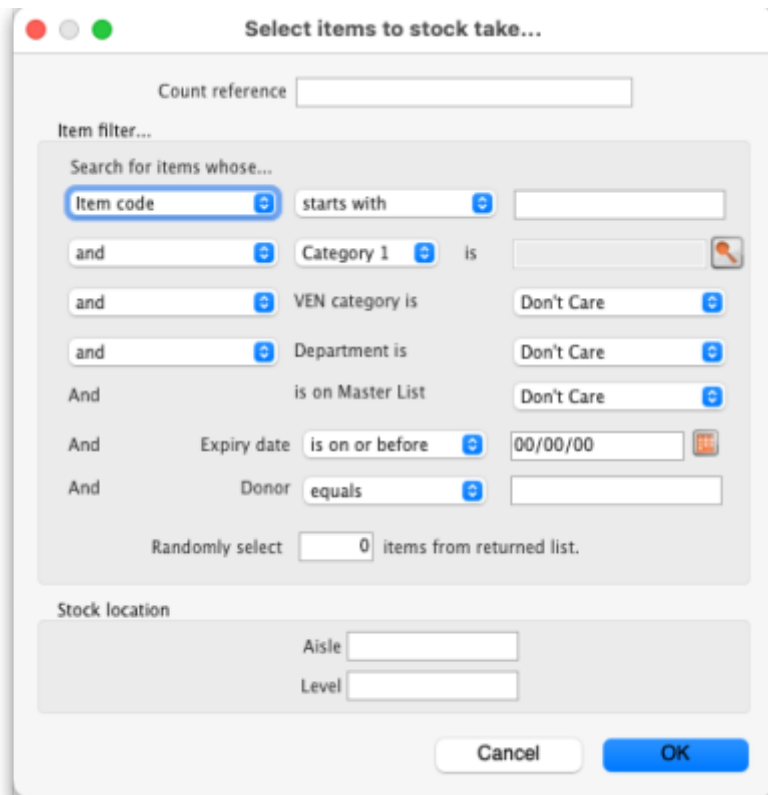 Select items to stock take...
Count reference
Item filter...
Search for items whose...
Item code starts with
and Category 1 is
and VEN category is Don't Care
and Department is Don't Care
And is on Master List Don't Care
And Expiry date is on or before 00/00/00
And Donor equals
Randomly select 0 items from returned list.
Stock location
Aisle
Level
Cancel OK